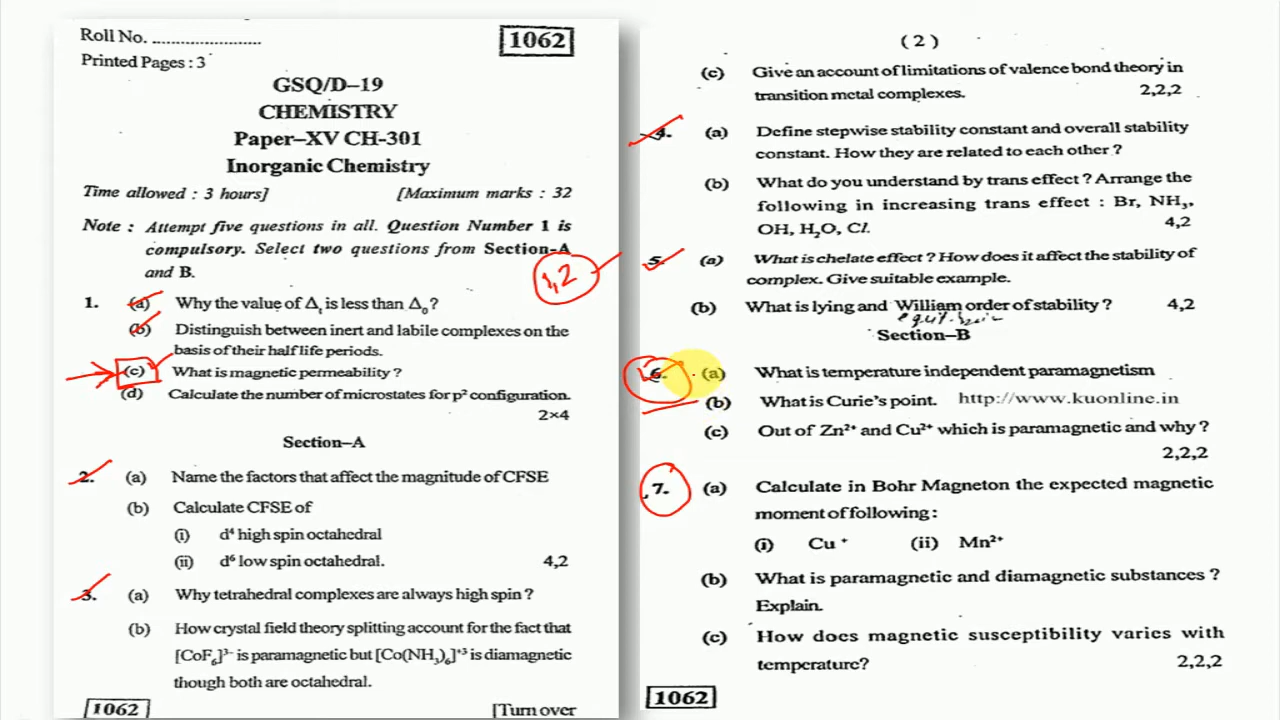 Roll No. ........................
1062
Printed Pages : 3
GSQ/D–19
CHEMISTRY
Paper–XV CH-301
Inorganic Chemistry
Time allowed : 3 hours] [Maximum marks : 32
Note : Attempt five questions in all. Question Number 1 is
compulsory. Select two questions from Section-A
and B.
1,2
1. (a) Why the value of Δt is less than Δo?
(b) Distinguish between inert and labile complexes on the
basis of their half life periods.
(c) What is magnetic permeability ?
(d) Calculate the number of microstates for p² configuration.
2×4
Section–A
2. (a) Name the factors that affect the magnitude of CFSE
(b) Calculate CFSE of
(i) d⁴ high spin octahedral
(ii) d⁶ low spin octahedral. 4,2
3. (a) Why tetrahedral complexes are always high spin ?
(b) How crystal field theory splitting account for the fact that
[CoF₆]³⁻ is paramagnetic but [Co(NH₃)₆]⁺³ is diamagnetic
though both are octahedral.
1062 [Turn over
( 2 )
(c) Give an account of limitations of valence bond theory in
transition metal complexes. 2,2,2
4. (a) Define stepwise stability constant and overall stability
constant. How they are related to each other ?
(b) What do you understand by trans effect ? Arrange the
following in increasing trans effect : Br, NH₃,
OH, H₂O, Cl. 4,2
5. (a) What is chelate effect ? How does it affect the stability of
complex. Give suitable example.
(b) What is lying and William order of stability ? 4,2
Section–B
6. (a) What is temperature independent paramagnetism
(b) What is Curie's point. http://www.kuonline.in
(c) Out of Zn²⁺ and Cu²⁺ which is paramagnetic and why ?
2,2,2
7. (a) Calculate in Bohr Magneton the expected magnetic
moment of following :
(i) Cu⁺ (ii) Mn²⁺
(b) What is paramagnetic and diamagnetic substances ?
Explain.
(c) How does magnetic susceptibility varies with
temperature? 2,2,2
1062